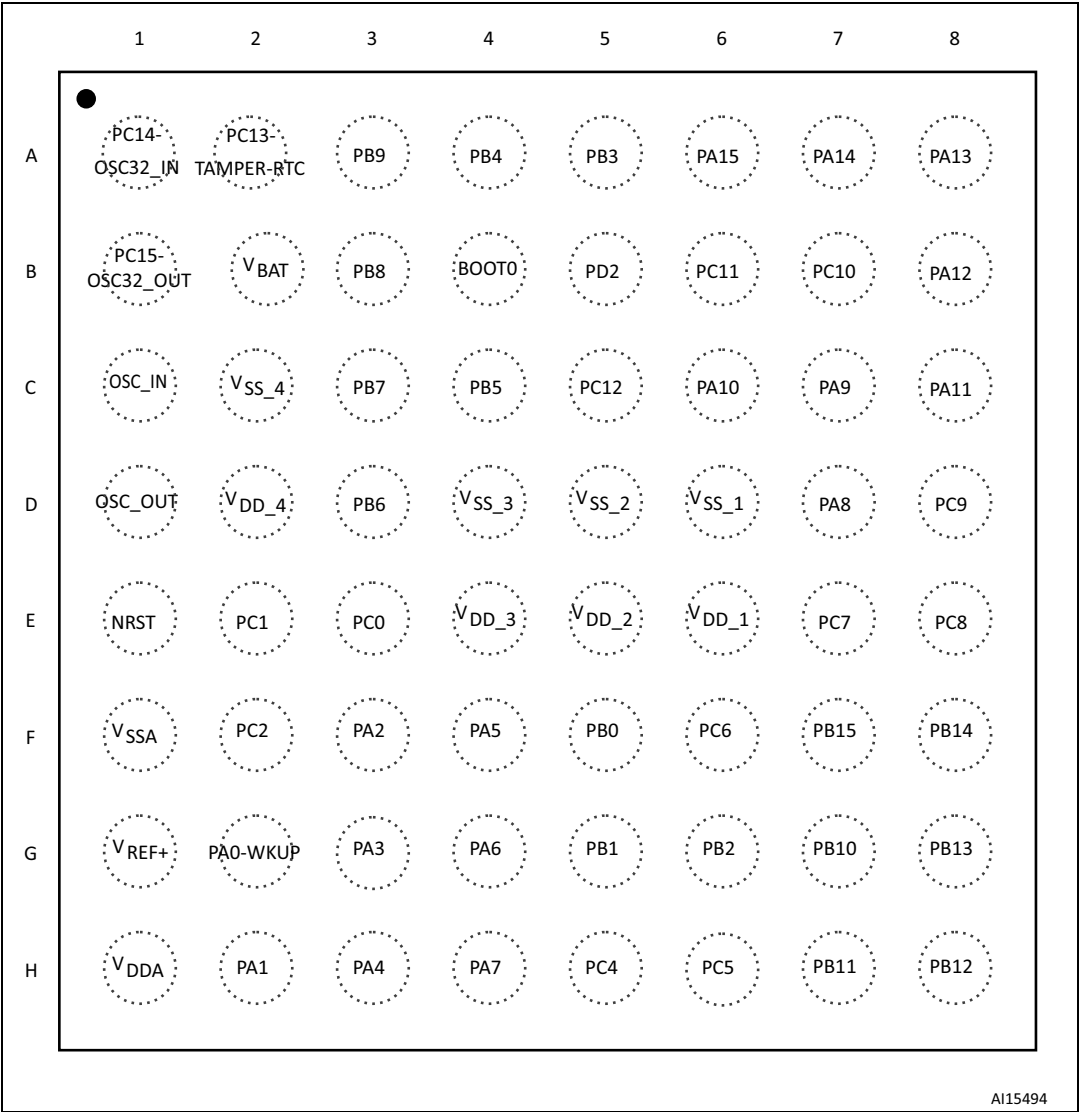 1 2 3 4 5 6 7 8
PC14- PC13-
A PB9 PB4 PB3 PA15 PA14 PA13
OSC32_IN TAMPER-RTC
PC15-
B VBAT PB8 BOOT0 PD2 PC11 PC10 PA12
OSC32_OUT
C OSC_IN VSS_4 PB7 PB5 PC12 PA10 PA9 PA11
D OSC_OUT VDD_4 PB6 VSS_3 VSS_2 VSS_1 PA8 PC9
E NRST PC1 PC0 VDD_3 VDD_2 VDD_1 PC7 PC8
F VSSA PC2 PA2 PA5 PB0 PC6 PB15 PB14
G VREF+ PA0-WKUP PA3 PA6 PB1 PB2 PB10 PB13
H VDDA PA1 PA4 PA7 PC4 PC5 PB11 PB12
AI15494